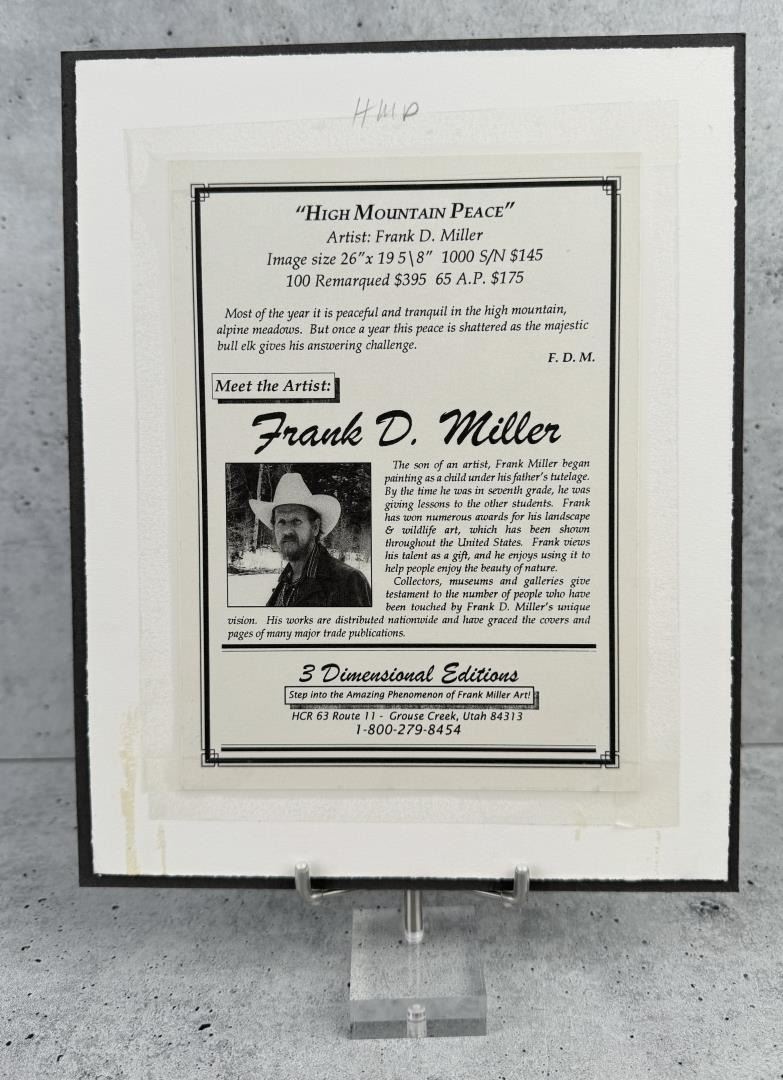 HMP
"HIGH MOUNTAIN PEACE"
Artist: Frank D. Miller
Image size 26"x 19 5\8"  1000 S/N $145
100 Remarqued $395  65 A.P. $175
Most of the year it is peaceful and tranquil in the high mountain,
alpine meadows.  But once a year this peace is shattered as the majestic
bull elk gives his answering challenge.
F. D. M.
Meet the Artist:
Frank D. Miller
The son of an artist, Frank Miller began
painting as a child under his father's tutelage.
By the time he was in seventh grade, he was
giving lessons to the other students.  Frank
has won numerous awards for his landscape
& wildlife art, which has been shown
throughout the United States.  Frank views
his talent as a gift, and he enjoys using it to
help people enjoy the beauty of nature.
Collectors, museums and galleries give
testament to the number of people who have
been touched by Frank D. Miller's unique
vision.  His works are distributed nationwide and have graced the covers and
pages of many major trade publications.
3 Dimensional Editions
Step into the Amazing Phenomenon of Frank Miller Art!
HCR 63 Route 11 -  Grouse Creek, Utah 84313
1-800-279-8454